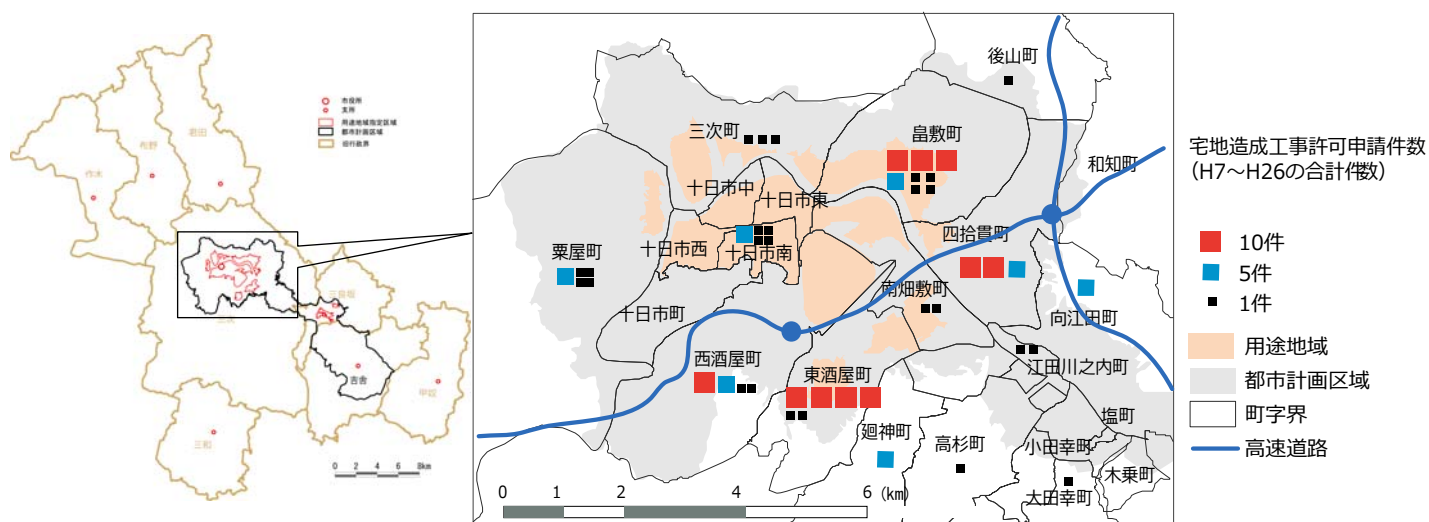 市役所
支所
用途地域指定区域
都市計画区域
旧行政界
作木
布野
君田
三良坂
三次
吉舎
甲奴
三和
0 2 4 6 8km
後山町
三次町
畠敷町
和知町
十日市中
十日市東
四拾貫町
粟屋町
十日市西
十日市南
南畑敷町
十日市町
向江田町
西酒屋町
東酒屋町
江田川之内町
塩町
廻神町
高杉町
小田幸町
木乗町
太田幸町
0 1 2 4 6 (km)
宅地造成工事許可申請件数
(H7～H26の合計件数)
10件
5件
1件
用途地域
都市計画区域
町字界
高速道路